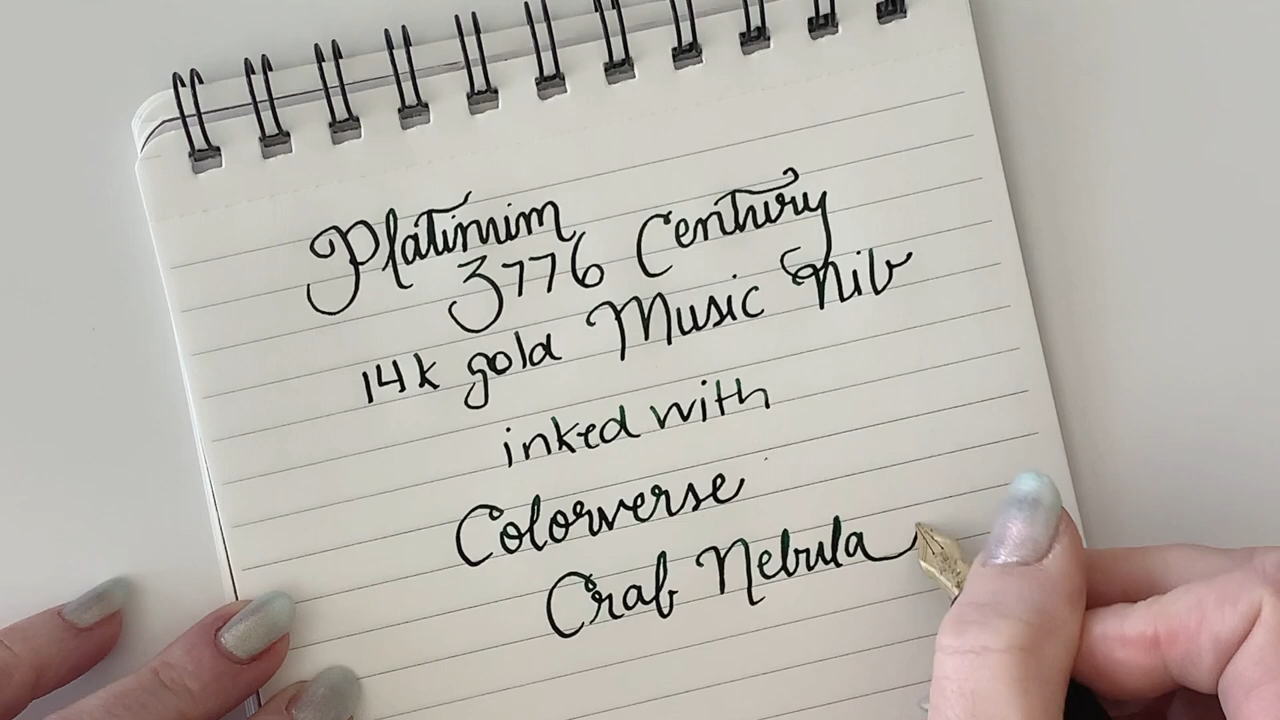 Platinum
3776 Century
14k gold Music Nib
inked with
Colorverse
Crab Nebula